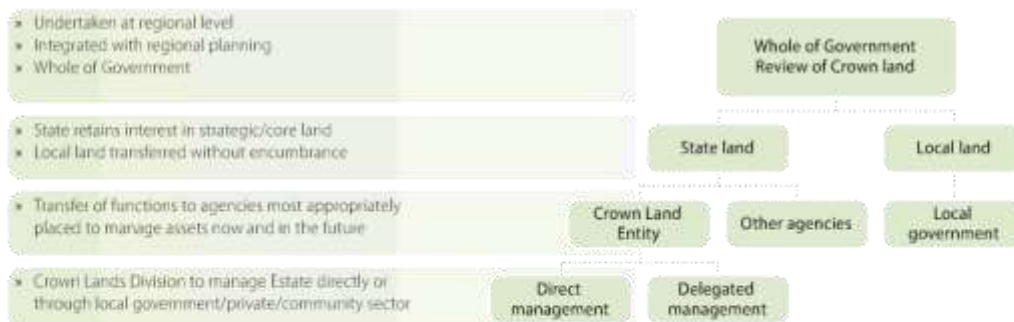 » Undertaken at regional level
» Integrated with regional planning
» Whole of Government
Whole of Government
Review of Crown land
» State retains interest in strategic/core land
» Local land transferred without encumbrance
State land
Local land
» Transfer of functions to agencies most appropriately
placed to manage assets now and in the future
Crown Land
Entity
Other agencies
Local
government
» Crown Lands Division to manage Estate directly or
through local government/private/community sector
Direct
management
Delegated
management